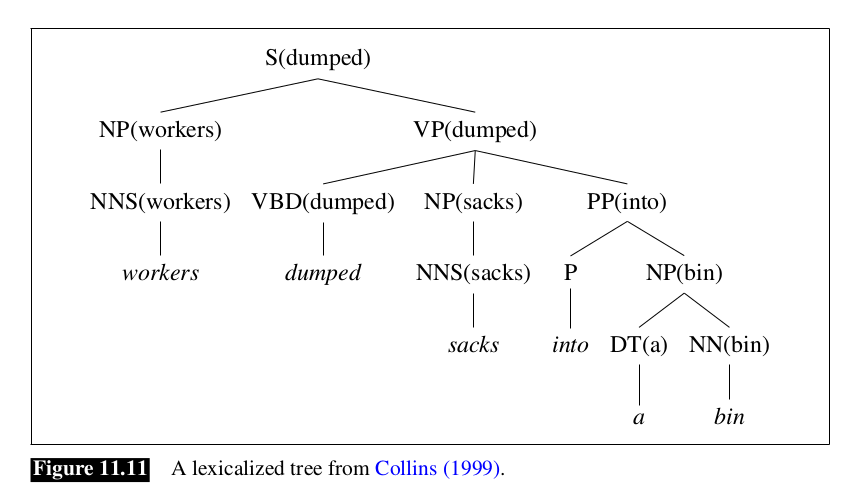 S(dumped)
NP(workers) VP(dumped)
NNS(workers) VBD(dumped) NP(sacks) PP(into)
workers dumped NNS(sacks) P NP(bin)
sacks into DT(a) NN(bin)
a bin
Figure 11.11 A lexicalized tree from Collins (1999).